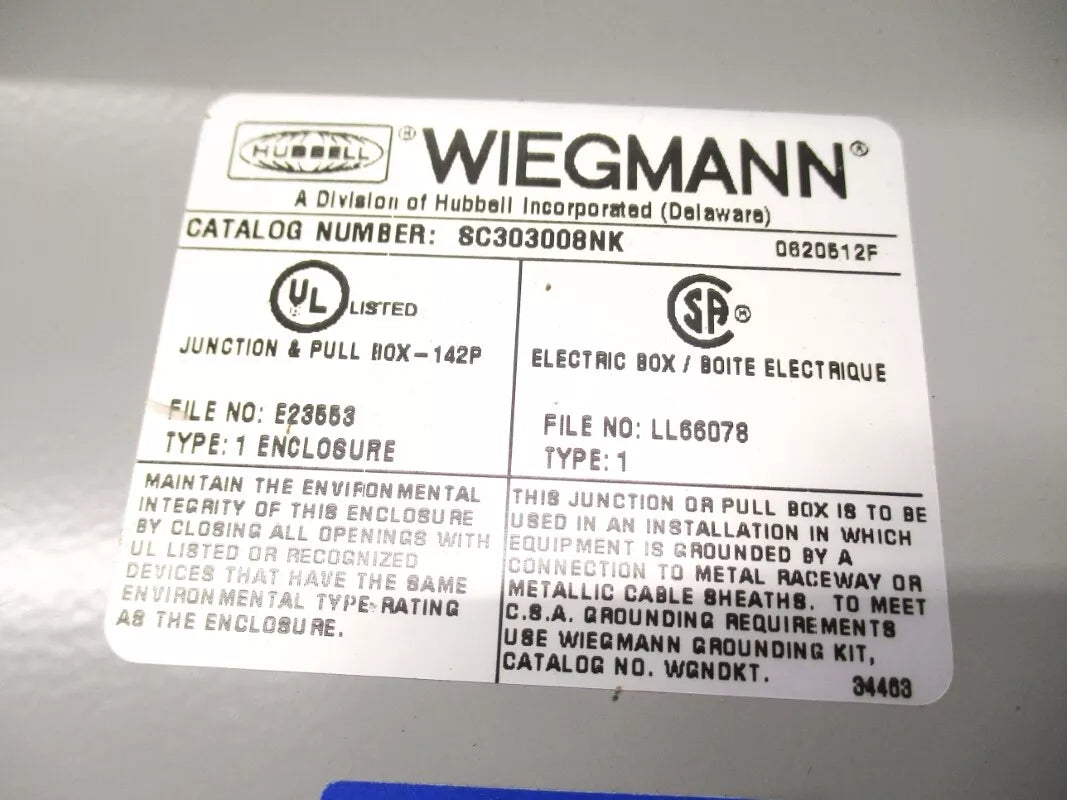 HUBBELL ® WIEGMANN®
A Division of Hubbell Incorporated (Delaware)
CATALOG NUMBER: SC303008NK 0620512F
UL LISTED
JUNCTION & PULL BOX-142P
FILE NO: E23553
TYPE: 1 ENCLOSURE
SA ®
ELECTRIC BOX / BOITE ELECTRIQUE
FILE NO: LL66078
TYPE: 1
MAINTAIN THE ENVIRONMENTAL
INTEGRITY OF THIS ENCLOSURE
BY CLOSING ALL OPENINGS WITH
UL LISTED OR RECOGNIZED
DEVICES THAT HAVE THE SAME
ENVIRONMENTAL TYPE RATING
AS THE ENCLOSURE.
THIS JUNCTION OR PULL BOX IS TO BE
USED IN AN INSTALLATION IN WHICH
EQUIPMENT IS GROUNDED BY A
CONNECTION TO METAL RACEWAY OR
METALLIC CABLE SHEATHS. TO MEET
C.S.A. GROUNDING REQUIREMENTS
USE WIEGMANN GROUNDING KIT,
CATALOG NO. WGNDKT.
34463